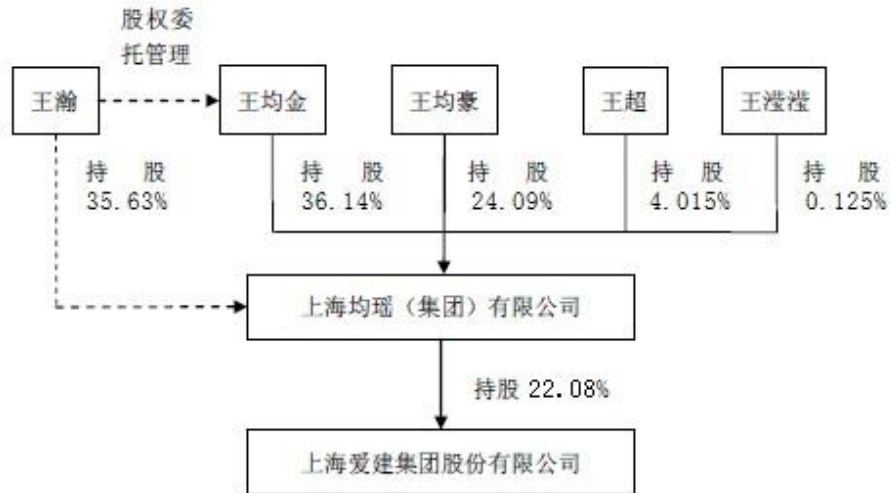 股权委
托管理
王瀚
王均金
王均豪
王超
王滢滢
持 股
35.63%
持 股
36.14%
持 股
24.09%
持 股
4.015%
持 股
0.125%
上海均瑶（集团）有限公司
持股 22.08%
上海爱建集团股份有限公司